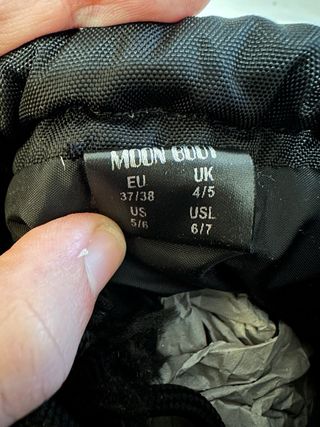 MOON BOOT
EU UK
37/38 4/5
US USL
5/6 6/7